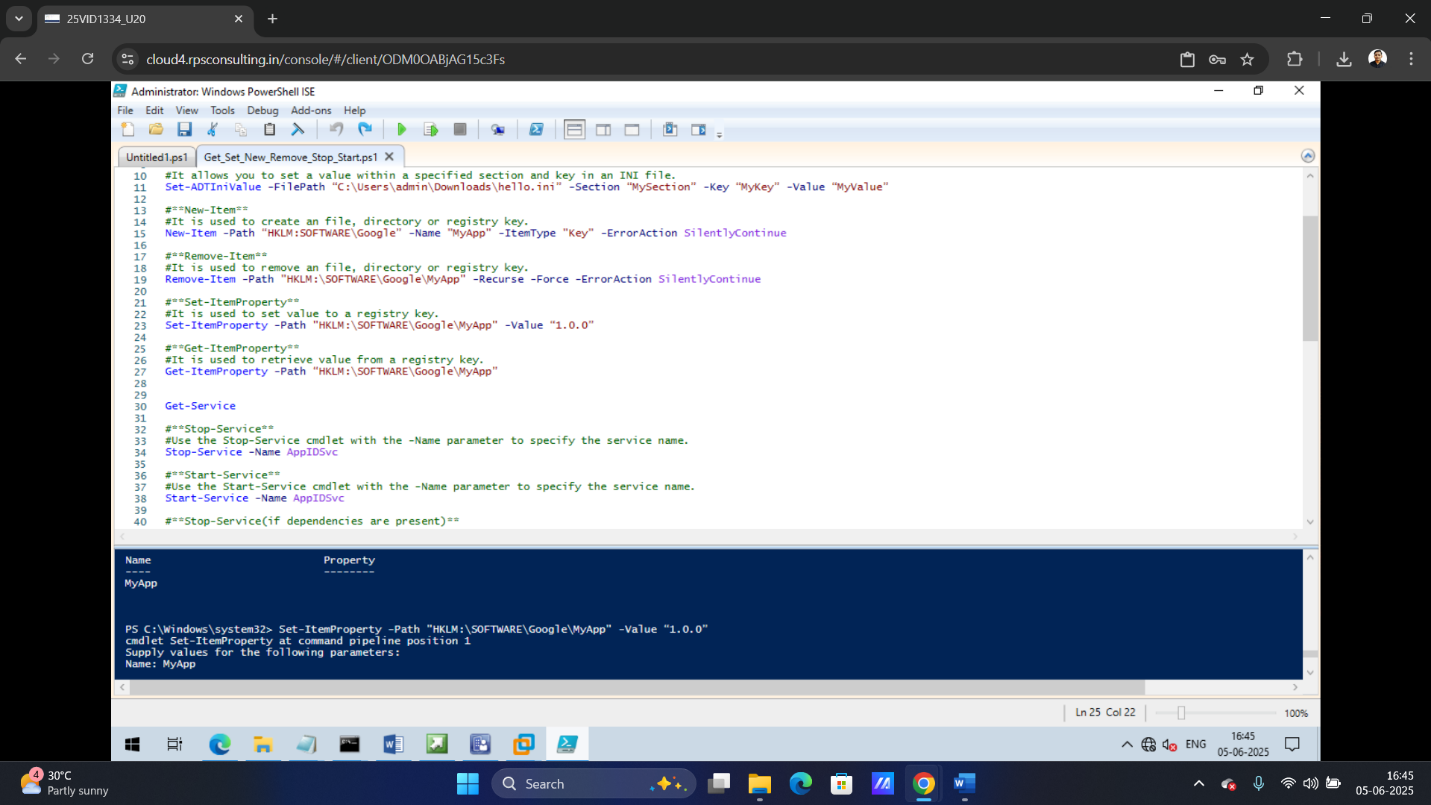 25VID1334_U20
cloud4.rpsconsulting.in/console/#/client/ODM0OABjAG15c3Fs
Administrator: Windows PowerShell ISE
File Edit View Tools Debug Add-ons Help
Untitled1.ps1 Get_Set_New_Remove_Stop_Start.ps1
10 #It allows you to set a value within a specified section and key in an INI file.
11 Set-ADTIniValue -FilePath "C:\Users\admin\Downloads\hello.ini" -Section "MySection" -Key "MyKey" -Value "MyValue"
12
13 #**New-Item**
14 #It is used to create an file, directory or registry key.
15 New-Item -Path "HKLM:SOFTWARE\Google" -Name "MyApp" -ItemType "Key" -ErrorAction SilentlyContinue
16
17 #**Remove-Item**
18 #It is used to remove an file, directory or registry key.
19 Remove-Item -Path "HKLM:\SOFTWARE\Google\MyApp" -Recurse -Force -ErrorAction SilentlyContinue
20
21 #**Set-ItemProperty**
22 #It is used to set value to a registry key.
23 Set-ItemProperty -Path "HKLM:\SOFTWARE\Google\MyApp" -Value "1.0.0"
24
25 #**Get-ItemProperty**
26 #It is used to retrieve value from a registry key.
27 Get-ItemProperty -Path "HKLM:\SOFTWARE\Google\MyApp"
28
29
30 Get-Service
31
32 #**Stop-Service**
33 #Use the Stop-Service cmdlet with the -Name parameter to specify the service name.
34 Stop-Service -Name AppIDSvc
35
36 #**Start-Service**
37 #Use the Start-Service cmdlet with the -Name parameter to specify the service name.
38 Start-Service -Name AppIDSvc
39
40 #**Stop-Service(if dependencies are present)**
Name Property
---- --------
MyApp
PS C:\Windows\system32> Set-ItemProperty -Path "HKLM:\SOFTWARE\Google\MyApp" -Value "1.0.0"
cmdlet Set-ItemProperty at command pipeline position 1
Supply values for the following parameters:
Name: MyApp
Ln 25 Col 22 100%
ENG 16:45
05-06-2025
4 30°C
Partly sunny
Search
16:45
05-06-2025